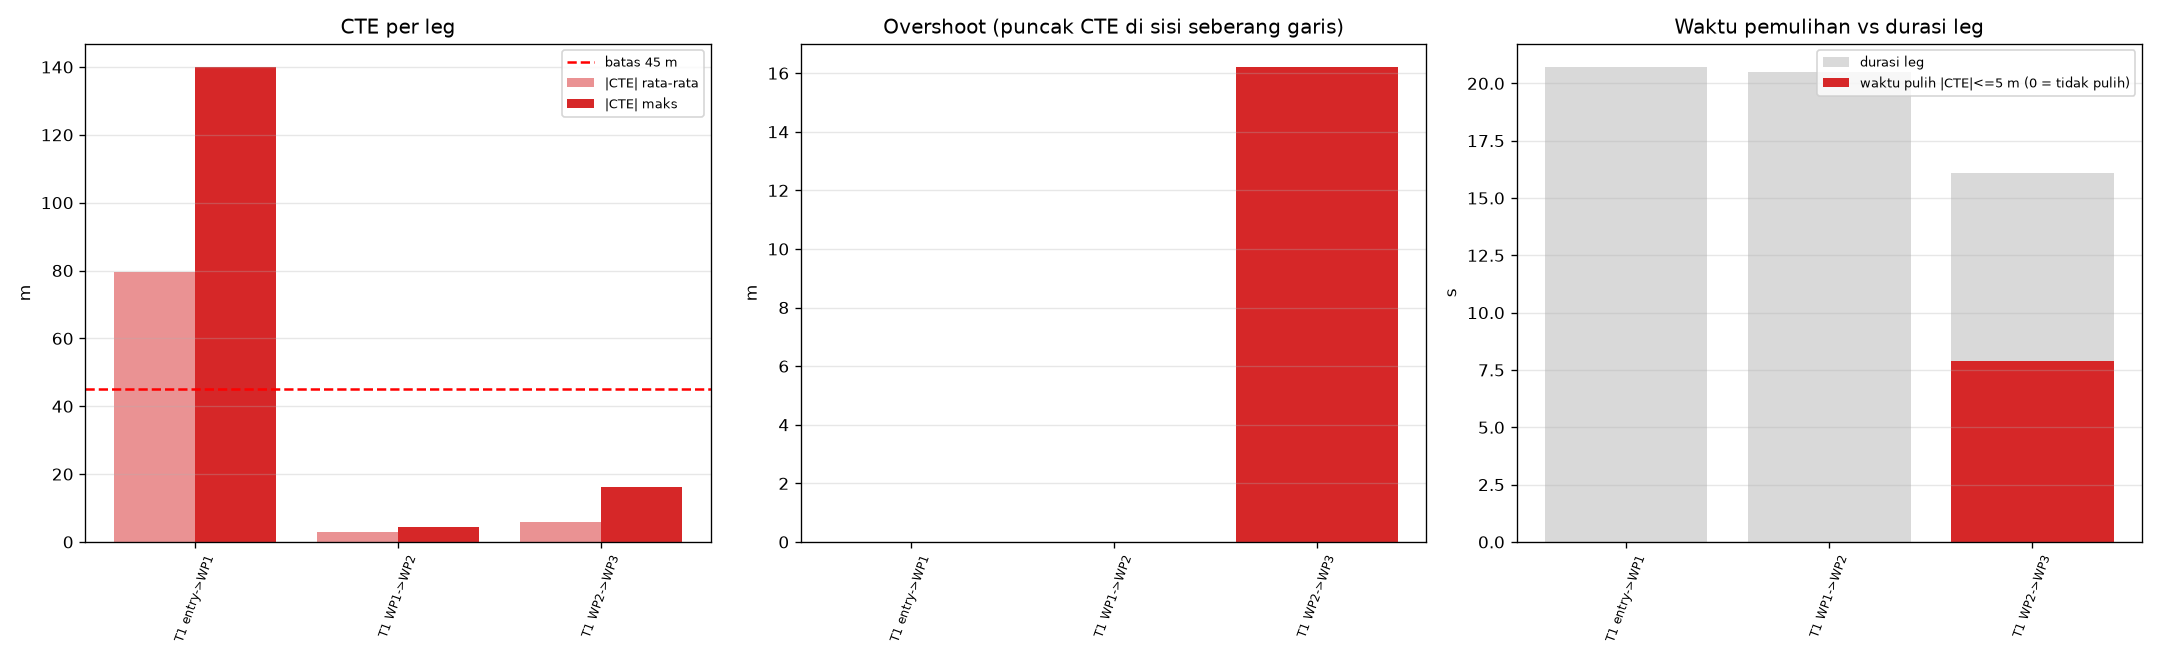 CTE per leg
batas 45 m
|CTE| rata-rata
|CTE| maks
m
140
120
100
80
60
40
20
0
T1 entry->WP1
T1 WP1->WP2
T1 WP2->WP3
Overshoot (puncak CTE di sisi seberang garis)
m
16
14
12
10
8
6
4
2
0
T1 entry->WP1
T1 WP1->WP2
T1 WP2->WP3
Waktu pemulihan vs durasi leg
durasi leg
waktu pulih |CTE|<=5 m (0 = tidak pulih)
s
20.0
17.5
15.0
12.5
10.0
7.5
5.0
2.5
0.0
T1 entry->WP1
T1 WP1->WP2
T1 WP2->WP3